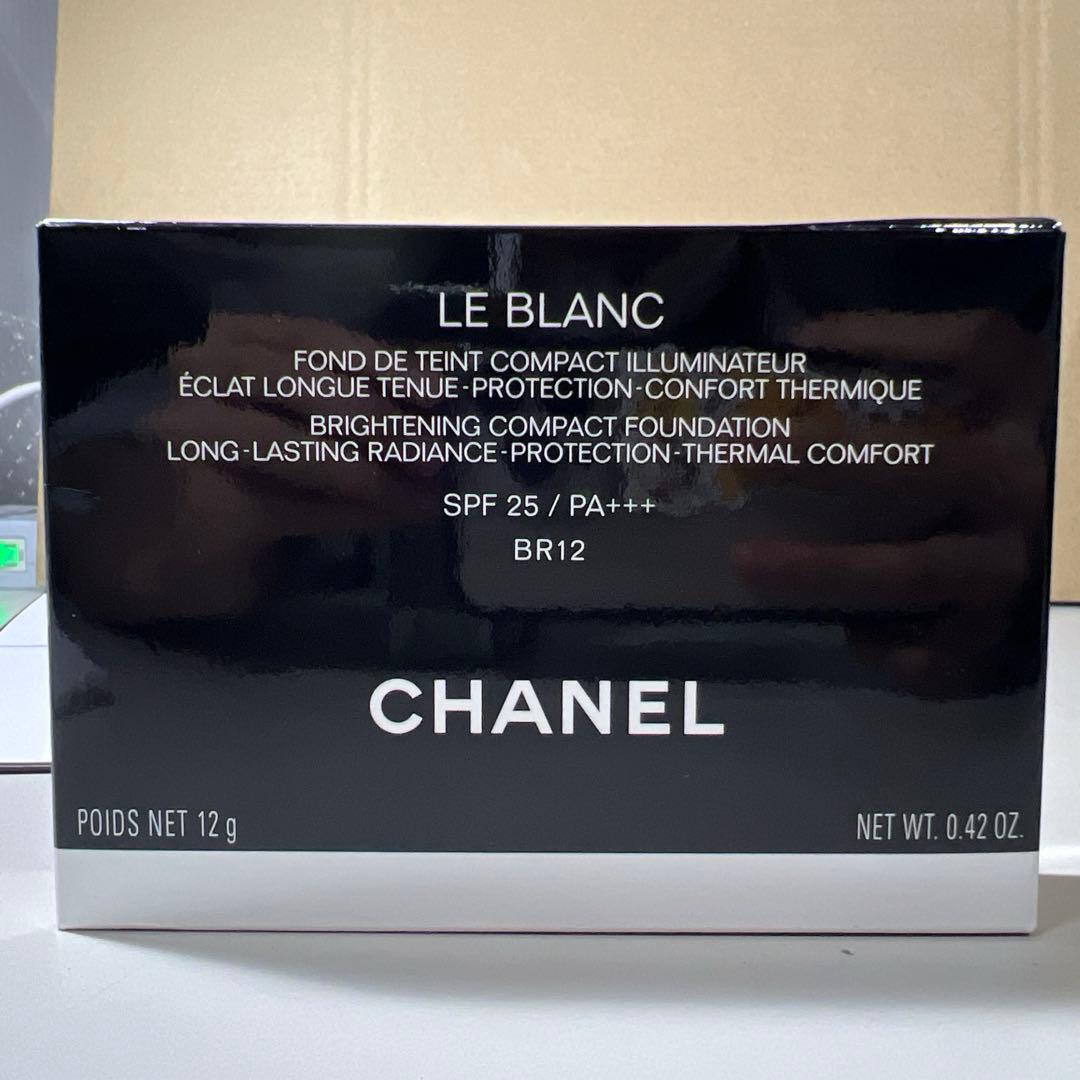 LE BLANC
FOND DE TEINT COMPACT ILLUMINATEUR
ÉCLAT LONGUE TENUE-PROTECTION-CONFORT THERMIQUE
BRIGHTENING COMPACT FOUNDATION
LONG-LASTING RADIANCE-PROTECTION-THERMAL COMFORT
SPF 25 / PA+++
BR12
CHANEL
POIDS NET 12 g
NET WT. 0.42 OZ.